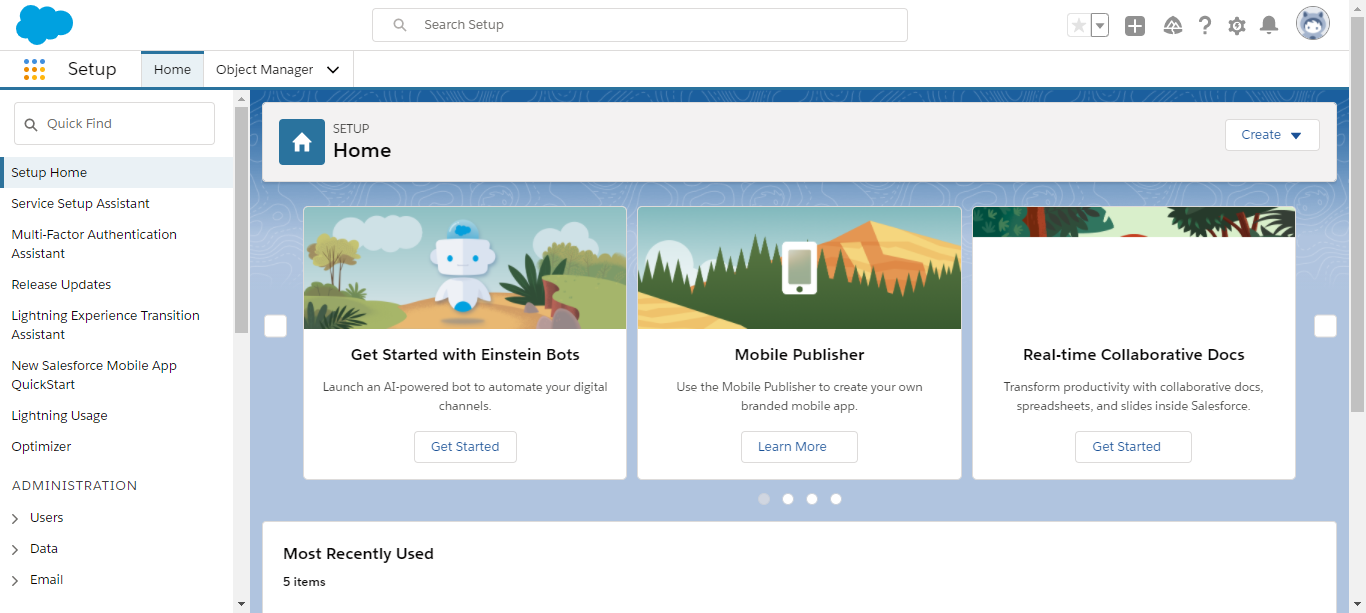 Search Setup
Setup
Home
Object Manager
Quick Find
Setup Home
Service Setup Assistant
Multi-Factor Authentication
Assistant
Release Updates
Lightning Experience Transition
Assistant
New Salesforce Mobile App
QuickStart
Lightning Usage
Optimizer
ADMINISTRATION
Users
Data
Email
SETUP
Home
Create
Get Started with Einstein Bots
Launch an AI-powered bot to automate your digital
channels.
Get Started
Mobile Publisher
Use the Mobile Publisher to create your own
branded mobile app.
Learn More
Real-time Collaborative Docs
Transform productivity with collaborative docs,
spreadsheets, and slides inside Salesforce.
Get Started
Most Recently Used
5 items